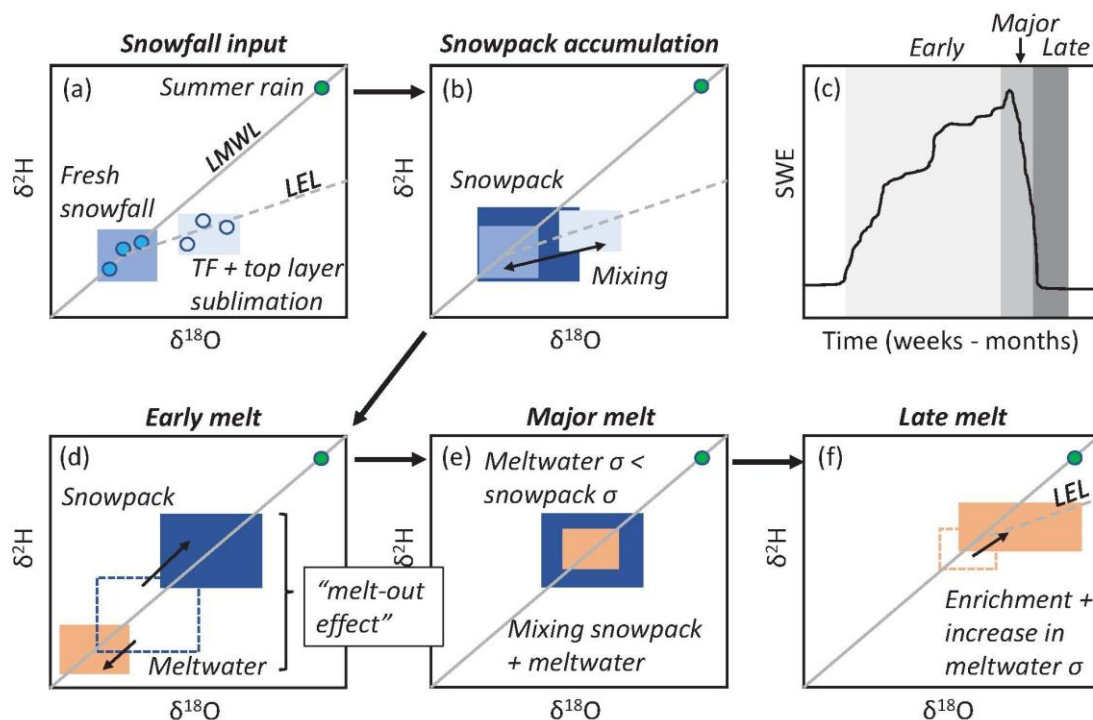 Snowfall input
(a)
Summer rain
LMWL
Fresh
snowfall
LEL
TF + top layer
sublimation
δ²H
δ¹⁸O
Snowpack accumulation
(b)
Snowpack
Mixing
δ²H
δ¹⁸O
Major
Early
Late
(c)
SWE
Time (weeks - months)
Early melt
(d)
Snowpack
"melt-out
effect"
Meltwater
δ²H
δ¹⁸O
Major melt
(e)
Meltwater σ <
snowpack σ
Mixing snowpack
+ meltwater
δ²H
δ¹⁸O
Late melt
(f)
LEL
Enrichment +
increase in
meltwater σ
δ²H
δ¹⁸O